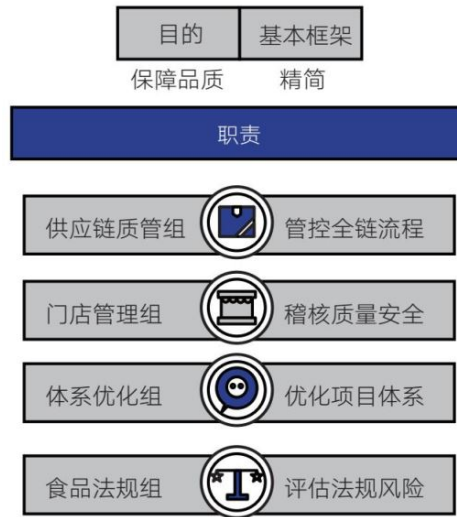 目的 基本框架
保障品质 精简
职责
供应链质管组 管控全链流程
门店管理组 稽核质量安全
体系优化组 优化项目体系
食品法规组 评估法规风险